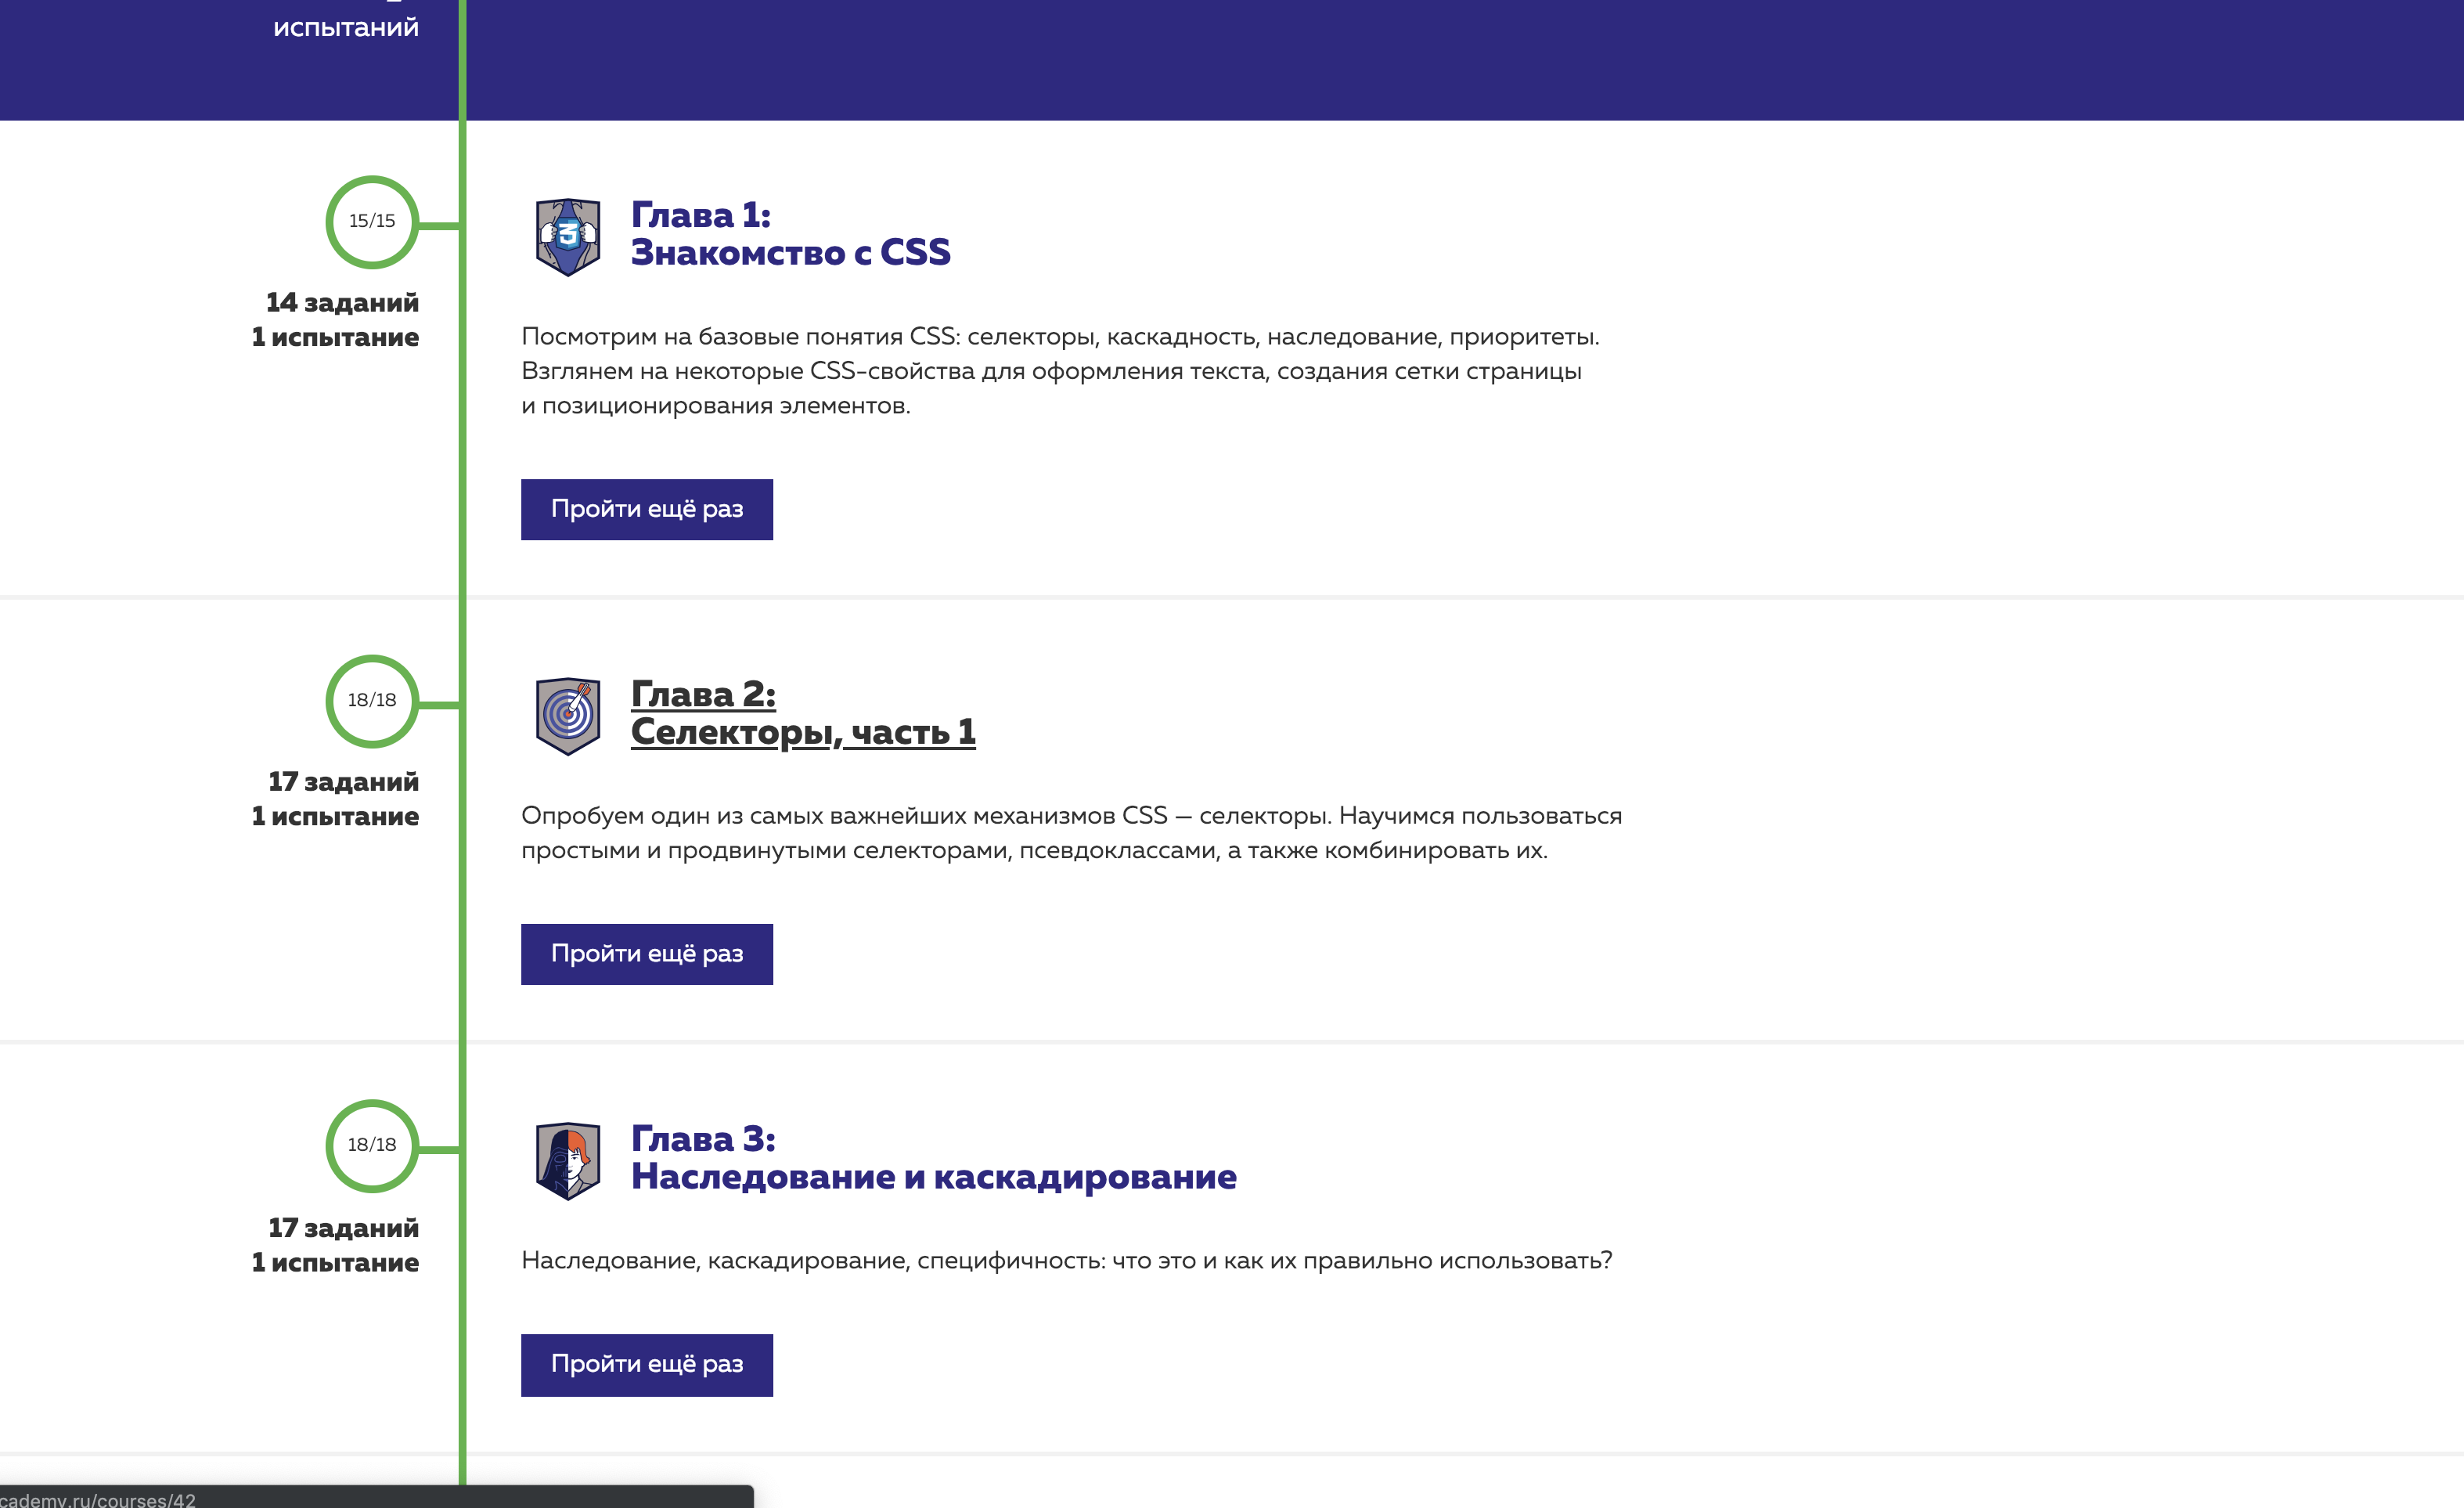 испытаний
15/15
14 заданий
1 испытание
Глава 1:
Знакомство с CSS
Посмотрим на базовые понятия CSS: селекторы, каскадность, наследование, приоритеты.
Взглянем на некоторые CSS-свойства для оформления текста, создания сетки страницы
и позиционирования элементов.
Пройти ещё раз
18/18
17 заданий
1 испытание
Глава 2:
Селекторы, часть 1
Опробуем один из самых важнейших механизмов CSS — селекторы. Научимся пользоваться
простыми и продвинутыми селекторами, псевдоклассами, а также комбинировать их.
Пройти ещё раз
18/18
17 заданий
1 испытание
Глава 3:
Наследование и каскадирование
Наследование, каскадирование, специфичность: что это и как их правильно использовать?
Пройти ещё раз
cademy.ru/courses/42